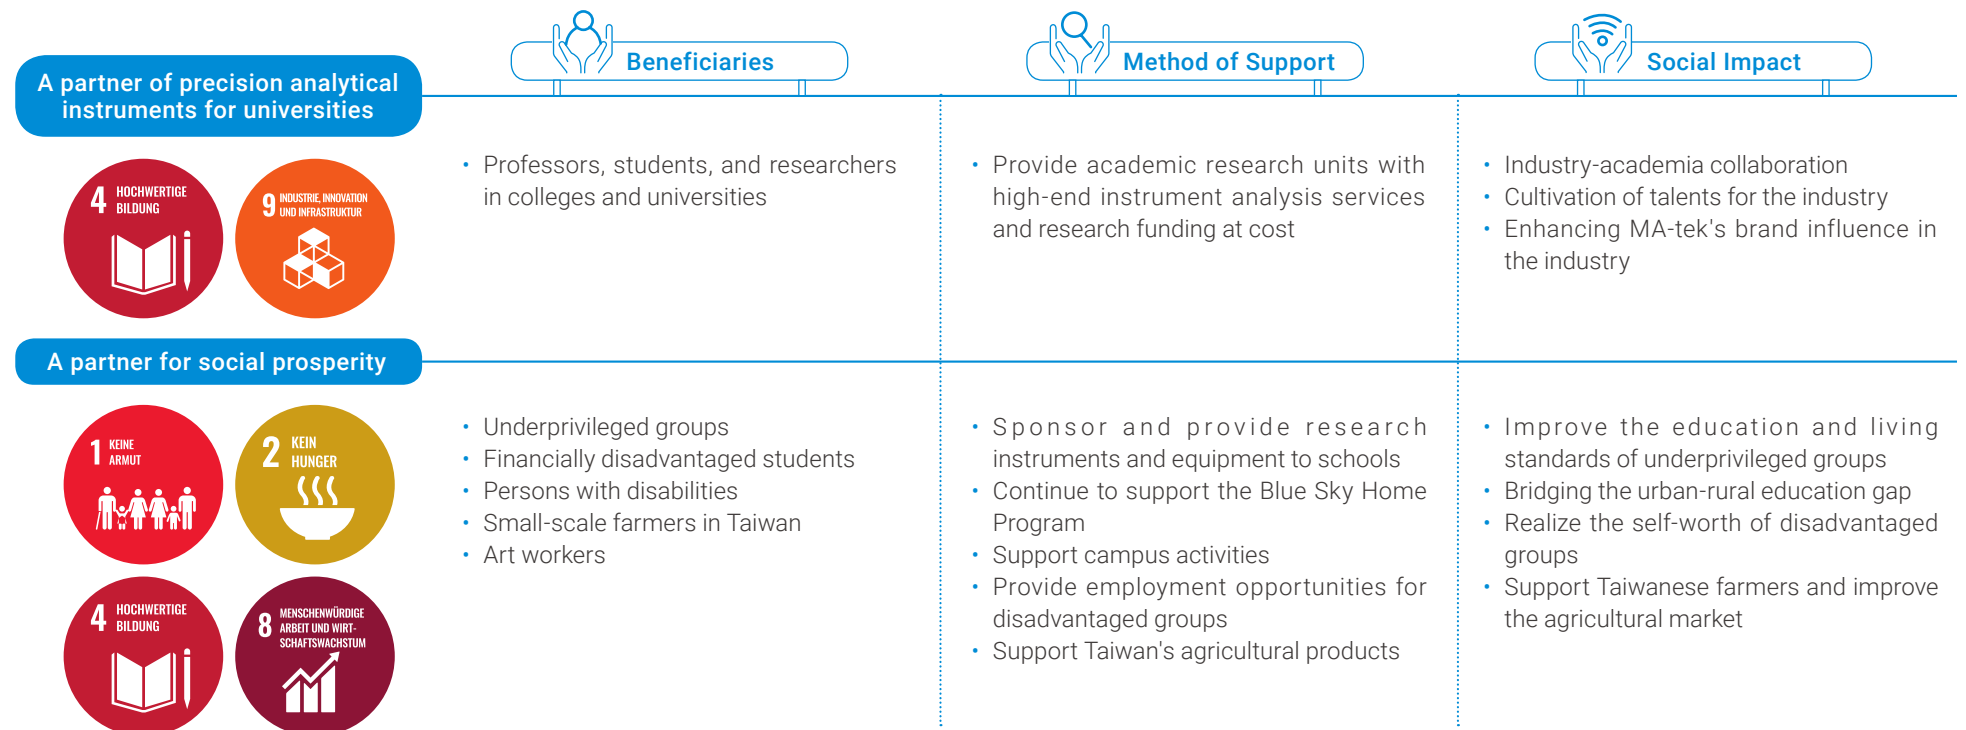 Beneficiaries
Method of Support
Social Impact
A partner of precision analytical
instruments for universities
4 HOCHWERTIGE
BILDUNG
9 INDUSTRIE, INNOVATION
UND INFRASTRUKTUR
• Professors, students, and researchers
in colleges and universities
• Provide academic research units with
high-end instrument analysis services
and research funding at cost
• Industry-academia collaboration
• Cultivation of talents for the industry
• Enhancing MA-tek's brand influence in
the industry
A partner for social prosperity
1 KEINE
ARMUT
2 KEIN
HUNGER
4 HOCHWERTIGE
BILDUNG
8 MENSCHENWÜRDIGE
ARBEIT UND WIRT-
SCHAFTSWACHSTUM
• Underprivileged groups
• Financially disadvantaged students
• Persons with disabilities
• Small-scale farmers in Taiwan
• Art workers
• Sponsor and provide research
instruments and equipment to schools
• Continue to support the Blue Sky Home
Program
• Support campus activities
• Provide employment opportunities for
disadvantaged groups
• Support Taiwan's agricultural products
• Improve the education and living
standards of underprivileged groups
• Bridging the urban-rural education gap
• Realize the self-worth of disadvantaged
groups
• Support Taiwanese farmers and improve
the agricultural market